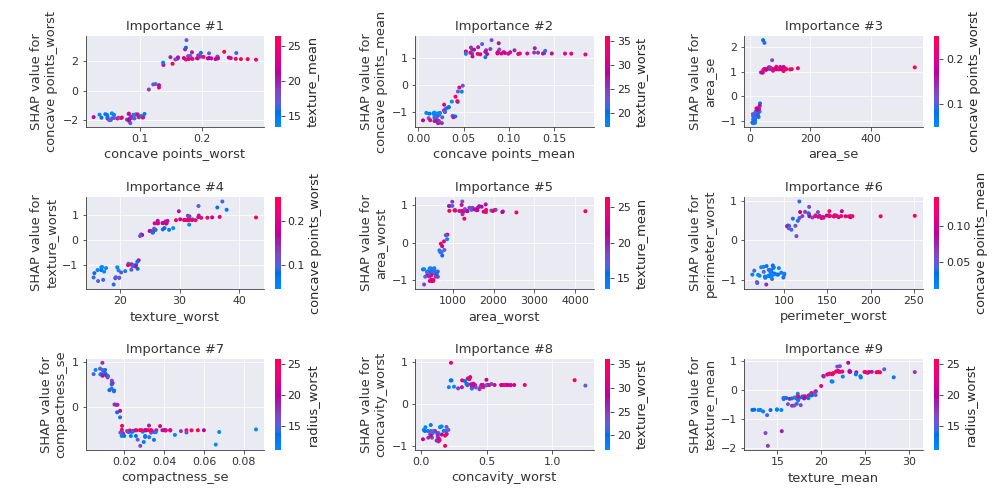 Importance #1
SHAP value for
concave points_worst
2
0
−2
0.1
0.2
concave points_worst
25
20
15
texture_mean
Importance #2
SHAP value for
concave points_mean
1
0
−1
0.00
0.05
0.10
0.15
concave points_mean
35
30
25
20
texture_worst
Importance #3
SHAP value for
area_se
2
1
0
−1
0
200
400
area_se
0.2
0.1
concave points_worst
Importance #4
SHAP value for
texture_worst
1
0
−1
20
30
40
texture_worst
0.2
0.1
concave points_worst
Importance #5
SHAP value for
area_worst
1
0
−1
1000
2000
3000
4000
area_worst
25
20
15
texture_mean
Importance #6
SHAP value for
perimeter_worst
1
0
−1
100
150
200
250
perimeter_worst
0.10
0.05
concave points_mean
Importance #7
SHAP value for
compactness_se
1
0
0.02
0.04
0.06
0.08
compactness_se
25
20
15
radius_worst
Importance #8
SHAP value for
concavity_worst
1
0
−1
0.0
0.5
1.0
concavity_worst
35
30
25
20
texture_worst
Importance #9
SHAP value for
texture_mean
1
0
−1
−2
15
20
25
30
texture_mean
25
20
15
radius_worst